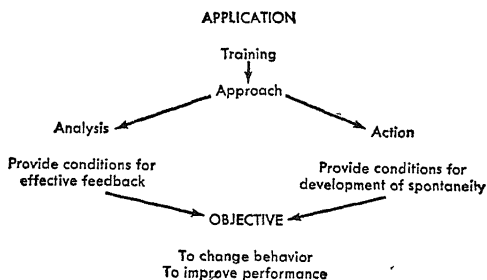 APPLICATION
Training
Approach
Analysis
Action
Provide conditions for
effective feedback
Provide conditions for
development of spontaneity
OBJECTIVE
To change behavior
To improve performance